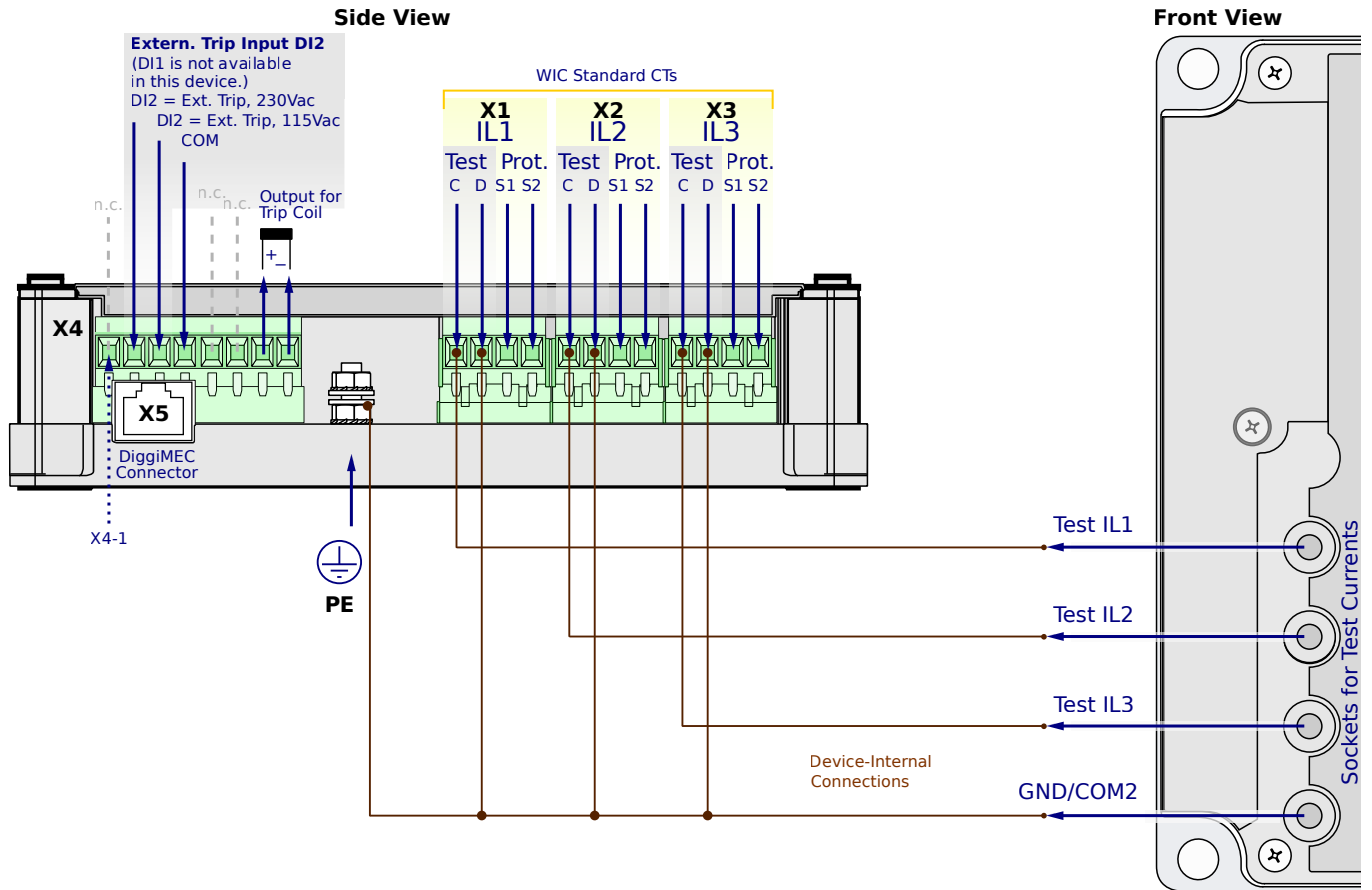 Side View
Front View
Extern. Trip Input DI2
(DI1 is not available
in this device.)
DI2 = Ext. Trip, 230Vac
DI2 = Ext. Trip, 115Vac
COM
n.c.
n.c.
n.c.
Output for
Trip Coil
+
–
WIC Standard CTs
X1
IL1
Test Prot.
C D S1 S2
X2
IL2
Test Prot.
C D S1 S2
X3
IL3
Test Prot.
C D S1 S2
X4
X5
DiggiMEC
Connector
X4-1
PE
Test IL1
Test IL2
Test IL3
GND/COM2
Device-Internal
Connections
Sockets for Test Currents